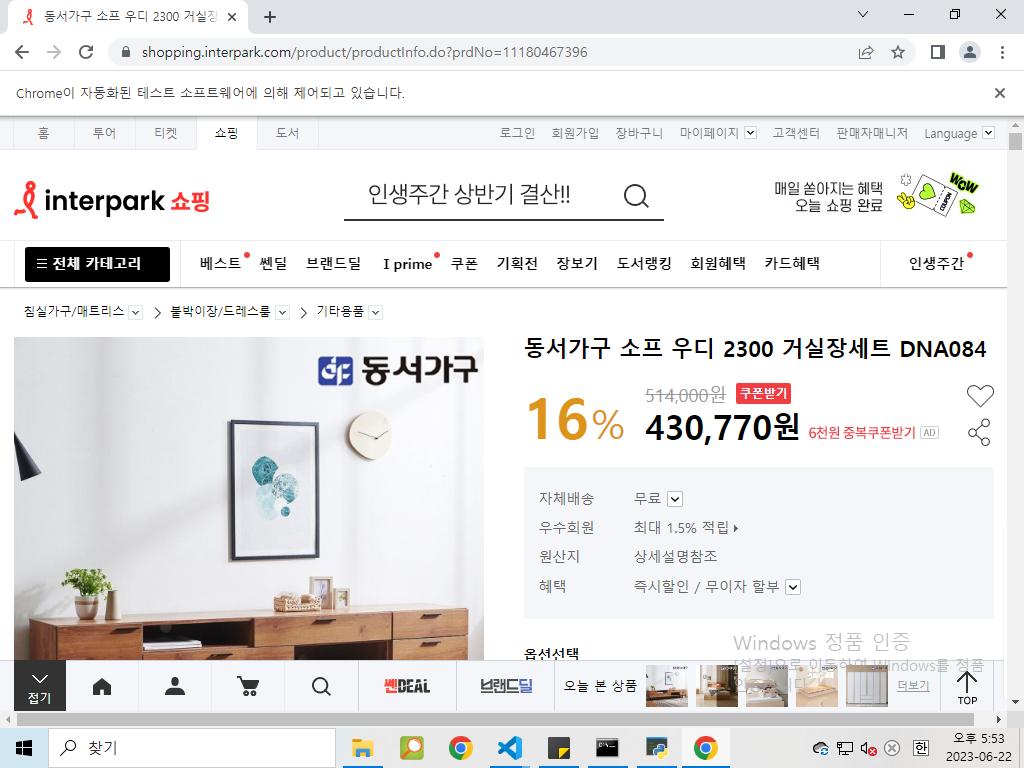 동서가구 소프 우디 2300 거실장
shopping.interpark.com/product/productInfo.do?prdNo=11180467396
Chrome이 자동화된 테스트 소프트웨어에 의해 제어되고 있습니다.
홈 투어 티켓 쇼핑 도서 로그인 회원가입 장바구니 마이페이지 고객센터 판매자매니저 Language
interpark 쇼핑
인생주간 상반기 결산!!
매일 쏟아지는 혜택
오늘 쇼핑 완료
WOW
COUPON
전체 카테고리 베스트 쎈딜 브랜드딜 I prime 쿠폰 기획전 장보기 도서랭킹 회원혜택 카드혜택 인생주간
침실가구/매트리스 > 붙박이장/드레스룸 > 기타용품
동서가구
동서가구 소프 우디 2300 거실장세트 DNA084
514,000원 쿠폰받기
16% 430,770원 6천원 중복쿠폰받기 AD
자체배송 무료
우수회원 최대 1.5% 적립
원산지 상세설명참조
혜택 즉시할인 / 무이자 할부
옵션선택
Windows 정품 인증
[설정]으로 이동하여 Windows를 정품
접기 쎈DEAL 브랜드딜 오늘 본 상품 더보기 TOP
찾기
한
오후 5:53
2023-06-22